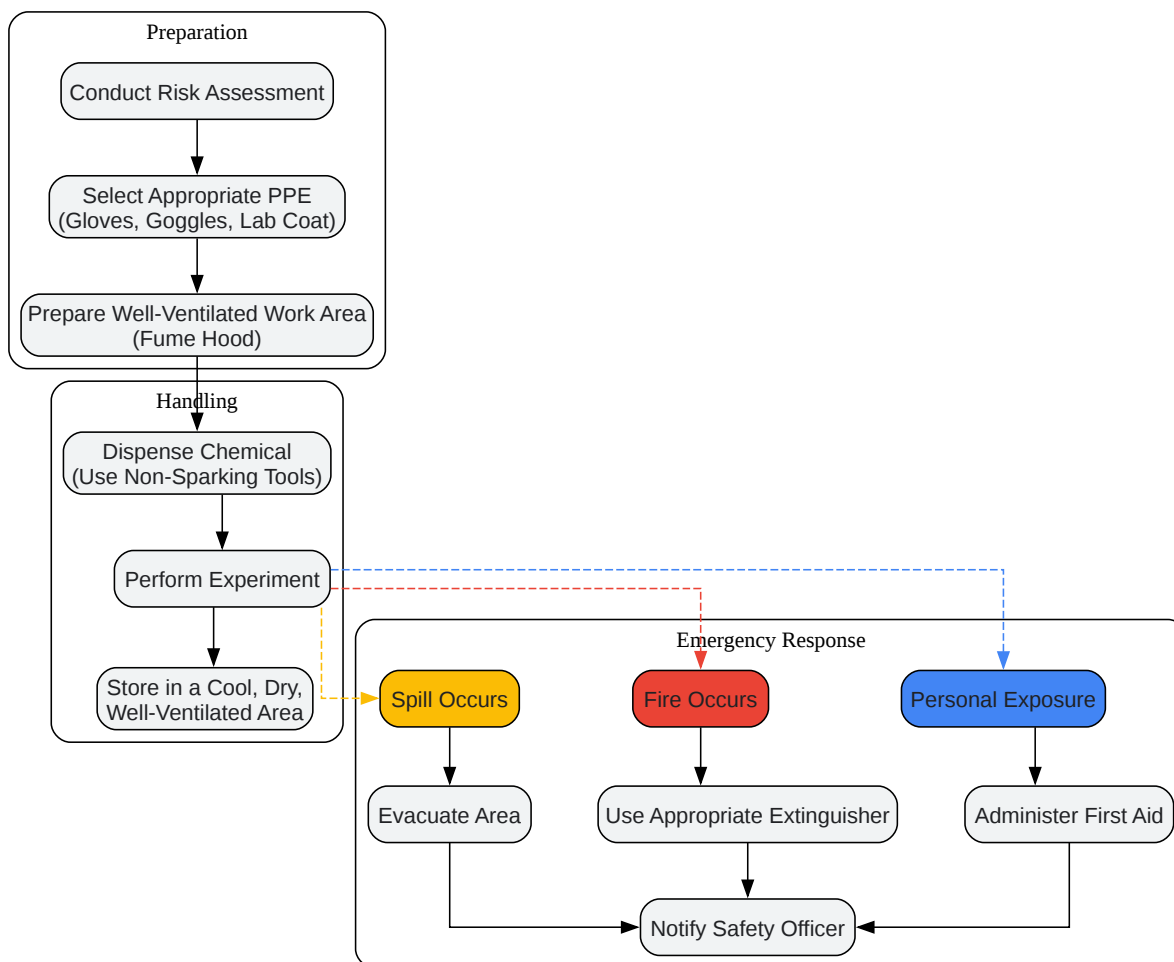 Preparation
Conduct Risk Assessment
Select Appropriate PPE
(Gloves, Goggles, Lab Coat)
Prepare Well-Ventilated Work Area
(Fume Hood)
Handling
Dispense Chemical
(Use Non-Sparking Tools)
Perform Experiment
Store in a Cool, Dry,
Well-Ventilated Area
Emergency Response
Spill Occurs
Fire Occurs
Personal Exposure
Evacuate Area
Use Appropriate Extinguisher
Administer First Aid
Notify Safety Officer